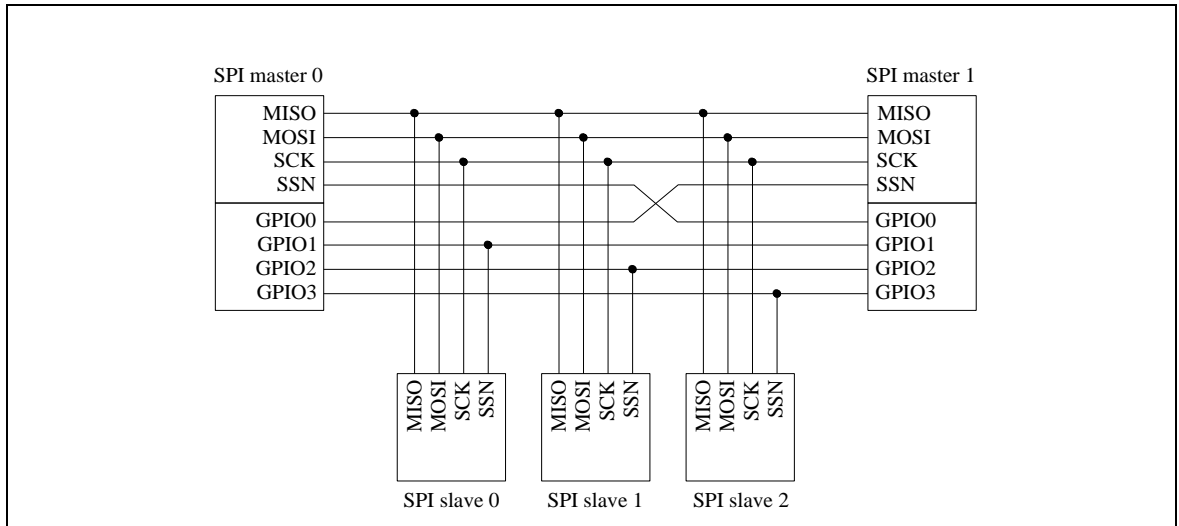 SPI master 0
SPI master 1
MISO
MOSI
SCK
SSN
GPIO0
GPIO1
GPIO2
GPIO3
MISO
MOSI
SCK
SSN
GPIO0
GPIO1
GPIO2
GPIO3
MISO
MOSI
SCK
SSN
MISO
MOSI
SCK
SSN
MISO
MOSI
SCK
SSN
SPI slave 0
SPI slave 1
SPI slave 2